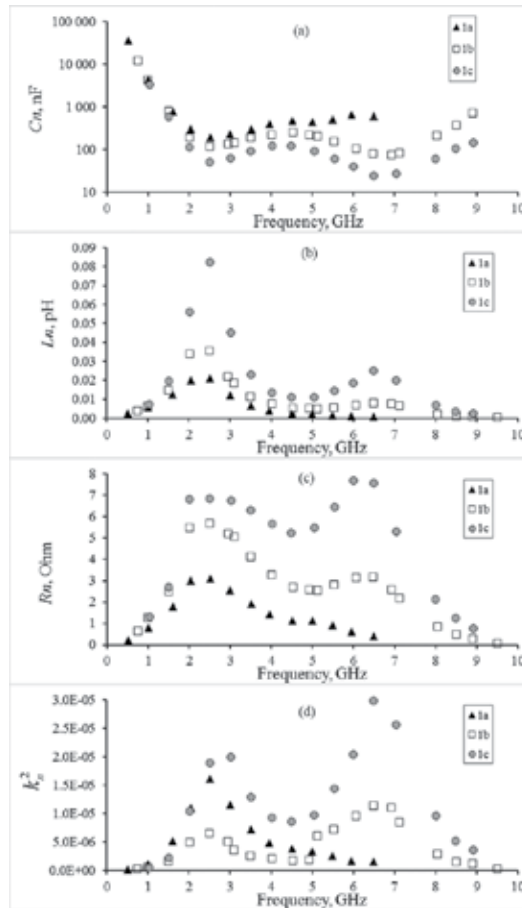 100 000
(a)
1a
10 000
1b
1c
1 000
Cn, nF
100
10
0 1 2 3 4 5 6 7 8 9 10
Frequency, GHz
0.09
(b)
0.08
1a
0.07
1b
0.06
1c
0.05
Ln, pH
0.04
0.03
0.02
0.01
0.00
0 1 2 3 4 5 6 7 8 9 10
Frequency, GHz
8
(c)
7
1a
6
1b
5
1c
Rn, Ohm
4
3
2
1
0
0 1 2 3 4 5 6 7 8 9 10
Frequency, GHz
3.0E-05
(d)
1a
2.5E-05
1b
2.0E-05
1c
k²n
1.5E-05
1.0E-05
5.0E-06
0.0E+00
0 1 2 3 4 5 6 7 8 9 10
Frequency, GHz